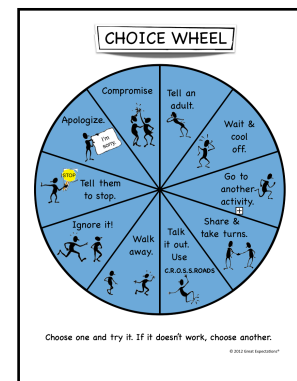 CHOICE WHEEL
Compromise
Tell an
adult.
Wait &
cool
off.
Go to
another
activity.
Share &
take turns.
Talk
it out.
Use
C.R.O.S.S.ROADS
Walk
away.
Ignore it!
Tell them
to stop.
STOP
Apologize.
I'm
sorry.
Choose one and try it. If it doesn't work, choose another.
© 2013 Great Expectations®